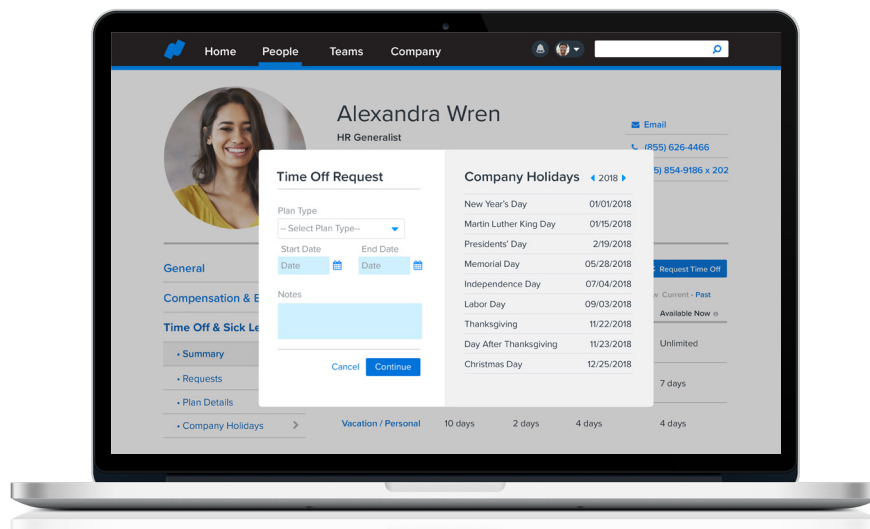 Home People Teams Company
Alexandra Wren
HR Generalist
Email
(855) 626-4466
5) 854-9186 x 202
Time Off Request
Plan Type
-- Select Plan Type--
Start Date End Date
Date Date
Notes
Cancel Continue
Company Holidays 2018
New Year's Day 01/01/2018
Martin Luther King Day 01/15/2018
Presidents' Day 2/19/2018
Memorial Day 05/28/2018
Independence Day 07/04/2018
Labor Day 09/03/2018
Thanksgiving 11/22/2018
Day After Thanksgiving 11/23/2018
Christmas Day 12/25/2018
General
Compensation &
Time Off & Sick
• Summary
• Requests
• Plan Details
• Company Holidays
Request Time Off
Current - Past
Available Now
Unlimited
7 days
Vacation / Personal 10 days 2 days 4 days 4 days